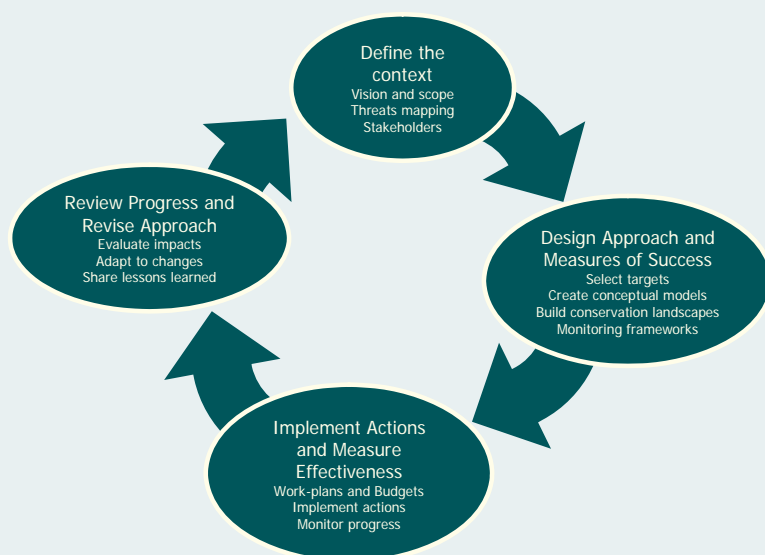 Define the
context
Vision and scope
Threats mapping
Stakeholders
Design Approach and
Measures of Success
Select targets
Create conceptual models
Build conservation landscapes
Monitoring frameworks
Implement Actions
and Measure
Effectiveness
Work-plans and Budgets
Implement actions
Monitor progress
Review Progress and
Revise Approach
Evaluate impacts
Adapt to changes
Share lessons learned